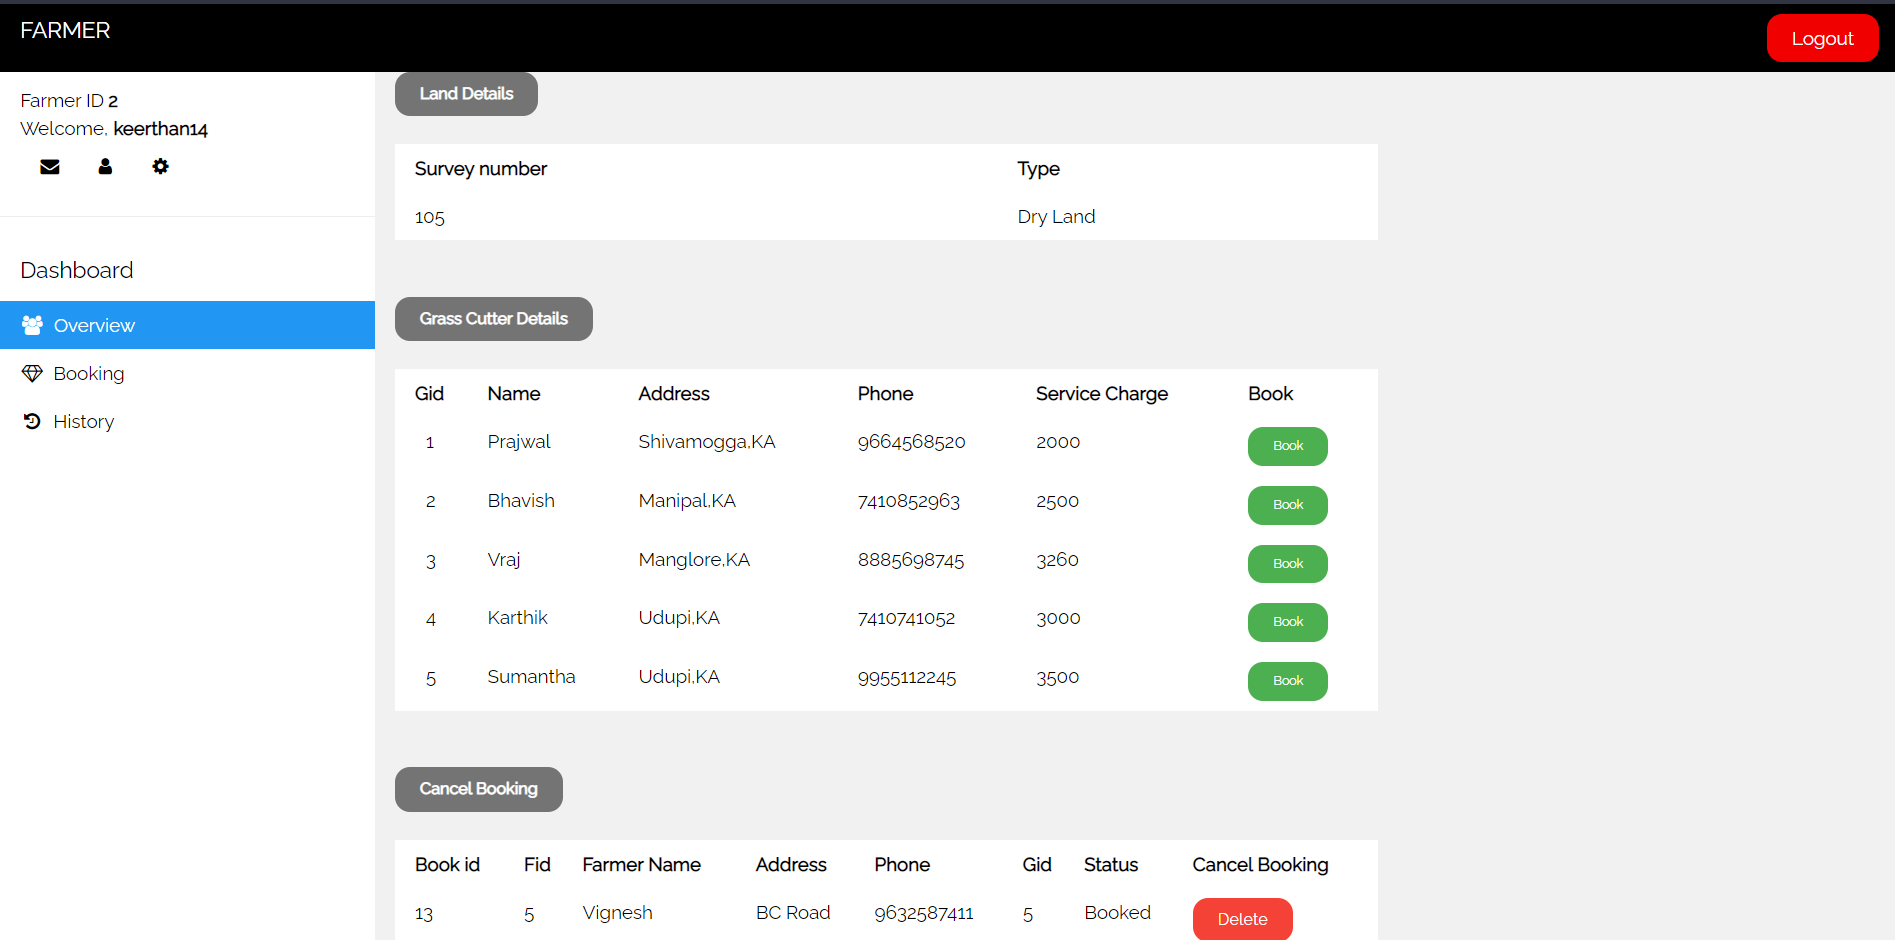 FARMER
Logout
Farmer ID 2
Welcome, keerthan14
Dashboard
Overview
Booking
History
Land Details
Survey number Type
105 Dry Land
Grass Cutter Details
Gid Name Address Phone Service Charge Book
1 Prajwal Shivamogga,KA 9664568520 2000 Book
2 Bhavish Manipal,KA 7410852963 2500 Book
3 Vraj Manglore,KA 8885698745 3260 Book
4 Karthik Udupi,KA 7410741052 3000 Book
5 Sumantha Udupi,KA 9955112245 3500 Book
Cancel Booking
Book id Fid Farmer Name Address Phone Gid Status Cancel Booking
13 5 Vignesh BC Road 9632587411 5 Booked Delete